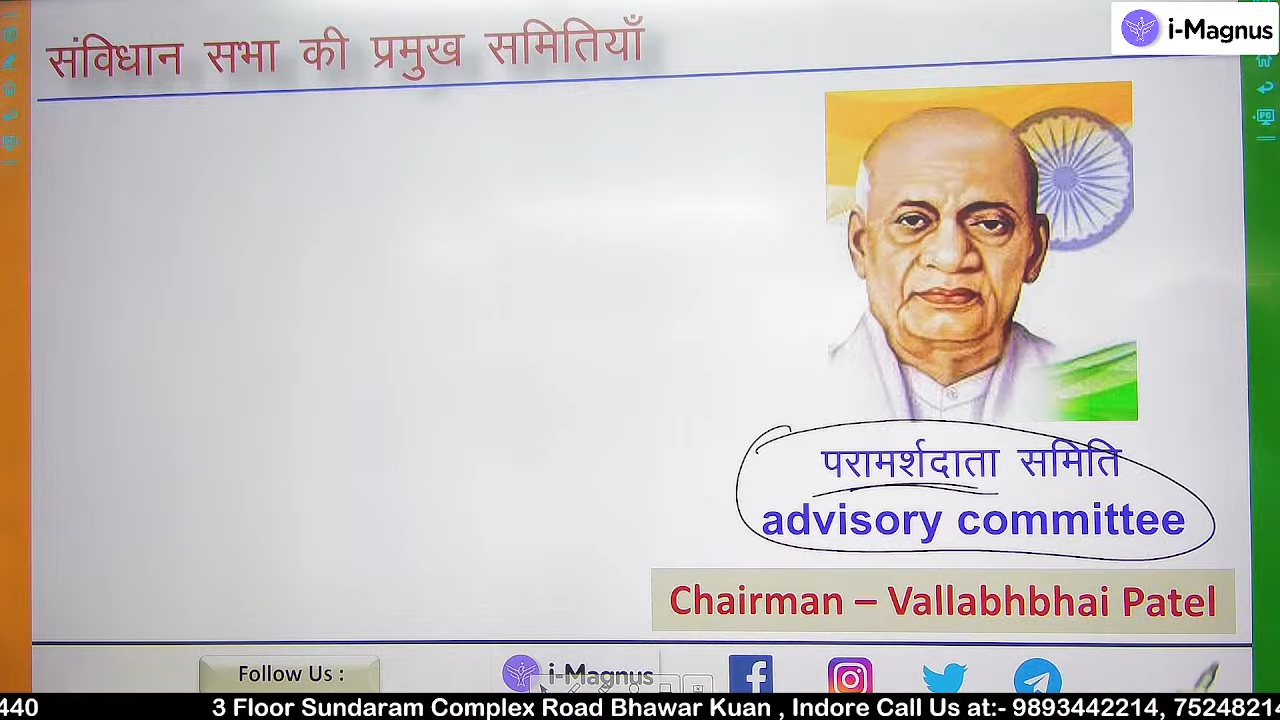 i-Magnus
संविधान सभा की प्रमुख समितियाँ
परामर्शदाता समिति
advisory committee
Chairman – Vallabhbhai Patel
Follow Us :
i-Magnus
440 3 Floor Sundaram Complex Road Bhawar Kuan , Indore Call Us at:- 9893442214, 75248214